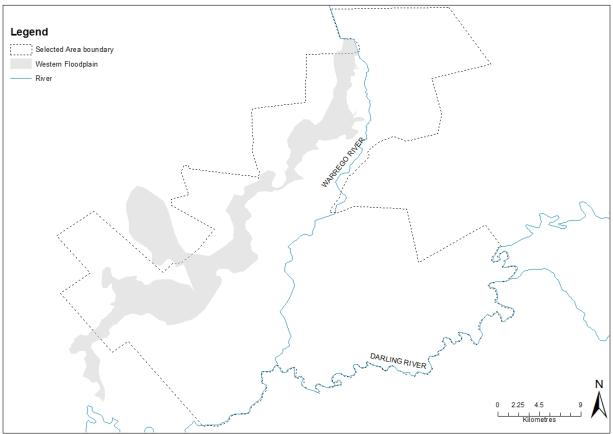 Legend
Selected Area boundary
Western Floodplain
River
WARREGO RIVER
DARLING RIVER
N
0 2.25 4.5 9
Kilometres